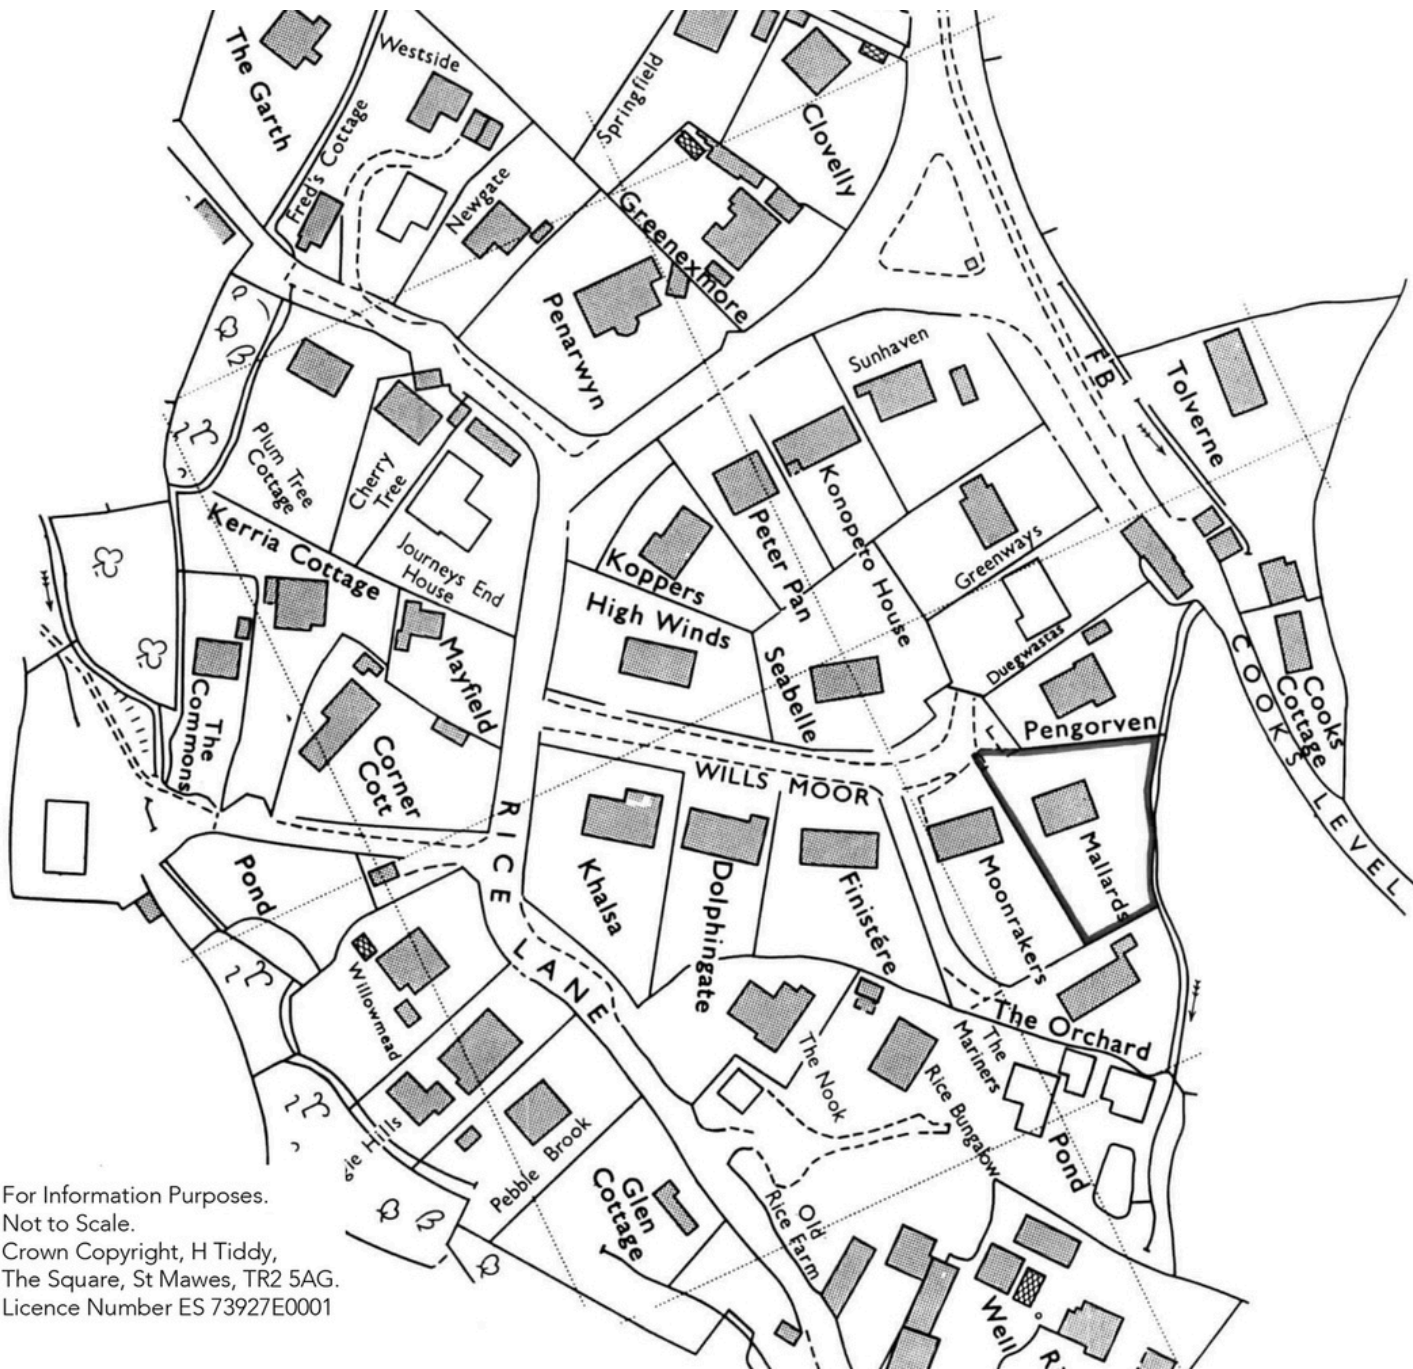 The Garth
Westside
Fred's Cottage
Newgate
Springfield
Clovelly
Greenexmore
Penarwyn
Sunhaven
FB
Tolverne
Plum Tree
Cottage
Cherry
Tree
Journeys End
House
Kerria Cottage
Koppers
Peter Pan
Konopero House
Greenways
High Winds
Mayfield
Seabelle
Duegwastas
Pengorven
COOKS LEVEL
Cooks
Cottage
The
Commons
Corner
Cott
WILLS MOOR
RICE LANE
Pond
Khalsa
Dolphingate
Finistére
Moonrakers
Mallards
Willowmead
The Nook
The
Mariners
The Orchard
Rice Bungalow
Pond
Hills
Pebble Brook
Glen
Cottage
Old
Rice Farm
Well
For Information Purposes.
Not to Scale.
Crown Copyright, H Tiddy,
The Square, St Mawes, TR2 5AG.
Licence Number ES 73927E0001